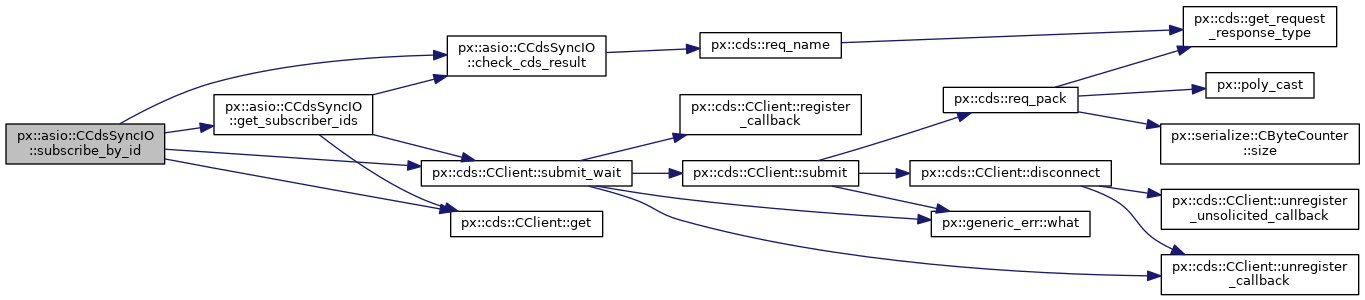 px::asio::CCdsSyncIO
::subscribe_by_id
px::asio::CCdsSyncIO
::check_cds_result
px::asio::CCdsSyncIO
::get_subscriber_ids
px::cds::CClient::submit_wait
px::cds::CClient::get
px::cds::req_name
px::cds::CClient::register
_callback
px::cds::CClient::submit
px::cds::req_pack
px::cds::CClient::disconnect
px::generic_err::what
px::cds::get_request
_response_type
px::poly_cast
px::serialize::CByteCounter
::size
px::cds::CClient::unregister
_unsolicited_callback
px::cds::CClient::unregister
_callback